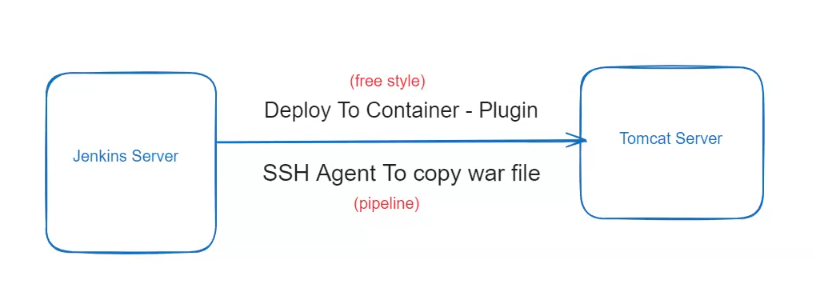 (free style)
Deploy To Container - Plugin
Jenkins Server
Tomcat Server
SSH Agent To copy war file
(pipeline)